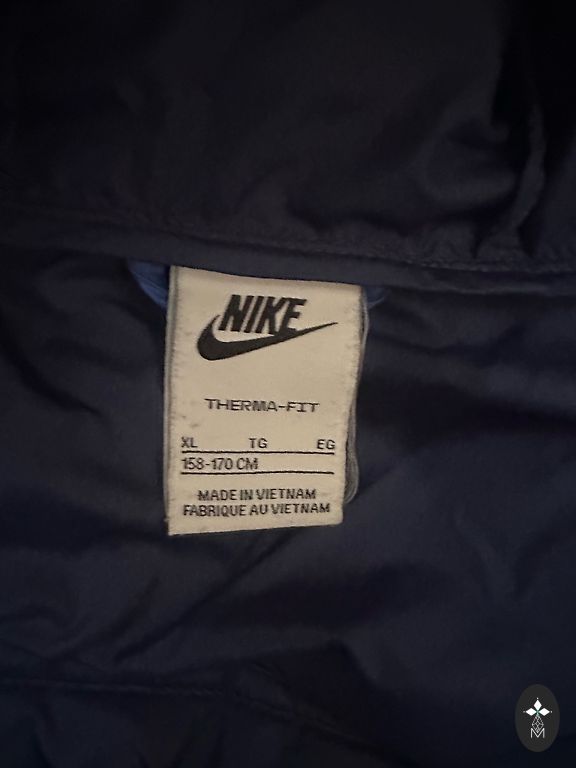 NIKE
THERMA-FIT
XL TG EG
158-170 CM
MADE IN VIETNAM
FABRIQUE AU VIETNAM
M